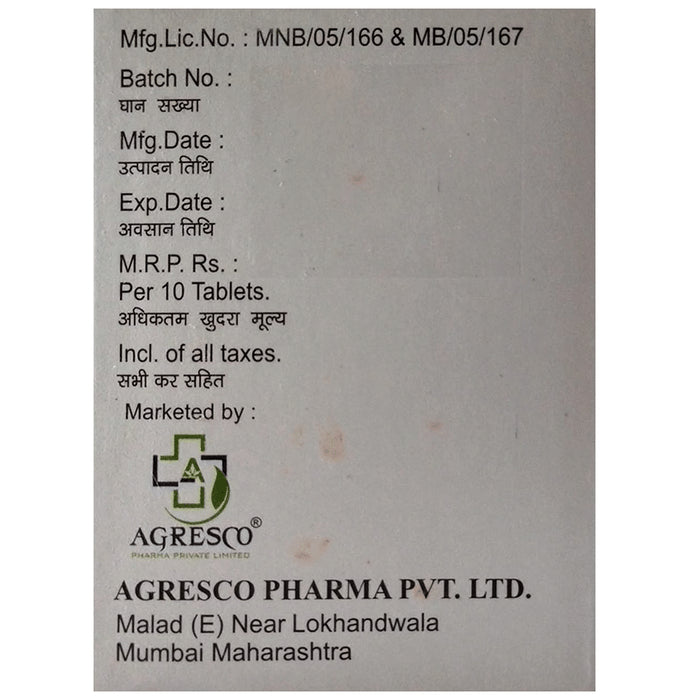 Mfg.Lic.No. : MNB/05/166 & MB/05/167
Batch No. :
घान सख्या
Mfg.Date :
उत्पादन तिथि
Exp.Date :
अवसान तिथि
M.R.P. Rs. :
Per 10 Tablets.
अधिकतम खुदरा मूल्य
Incl. of all taxes.
सभी कर सहित
Marketed by :
A
AGRESCO®
PHARMA PRIVATE LIMITED
AGRESCO PHARMA PVT. LTD.
Malad (E) Near Lokhandwala
Mumbai Maharashtra